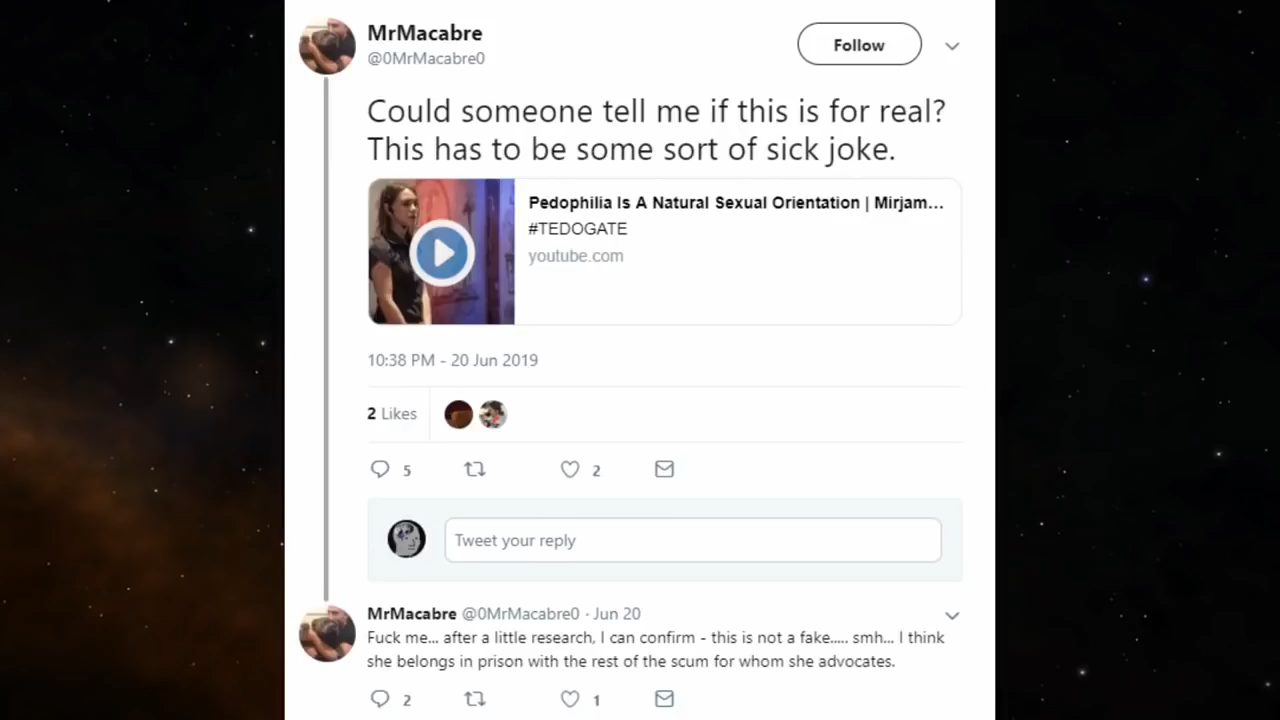 MrMacabre
@0MrMacabre0
Follow
Could someone tell me if this is for real?
This has to be some sort of sick joke.
Pedophilia Is A Natural Sexual Orientation | Mirjam...
#TEDOGATE
youtube.com
10:38 PM - 20 Jun 2019
2 Likes
5
2
Tweet your reply
MrMacabre @0MrMacabre0 · Jun 20
Fuck me... after a little research, I can confirm - this is not a fake..... smh... I think
she belongs in prison with the rest of the scum for whom she advocates.
2
1